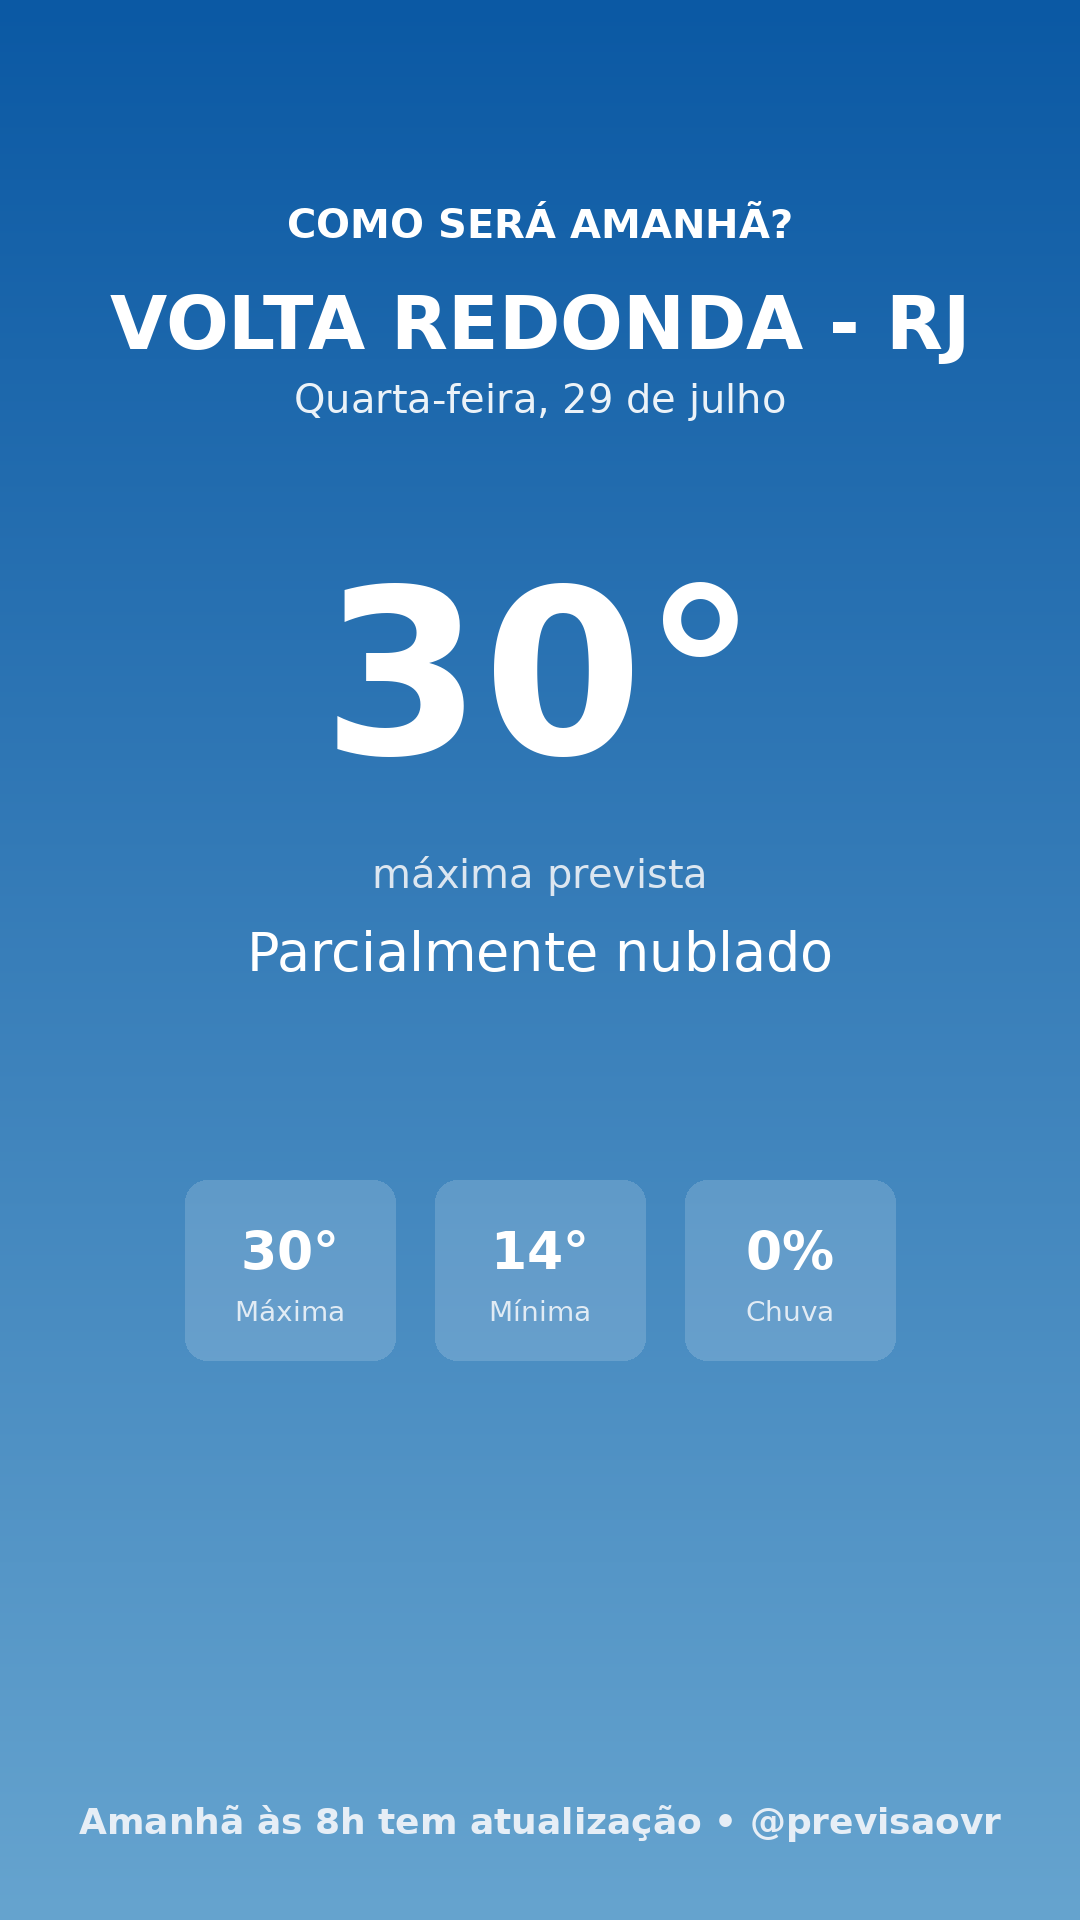 COMO SERÁ AMANHÃ?
VOLTA REDONDA - RJ
Quarta-feira, 29 de julho
30°
máxima prevista
Parcialmente nublado
30° 14° 0%
Máxima Mínima Chuva
Amanhã às 8h tem atualização • @previsaovr